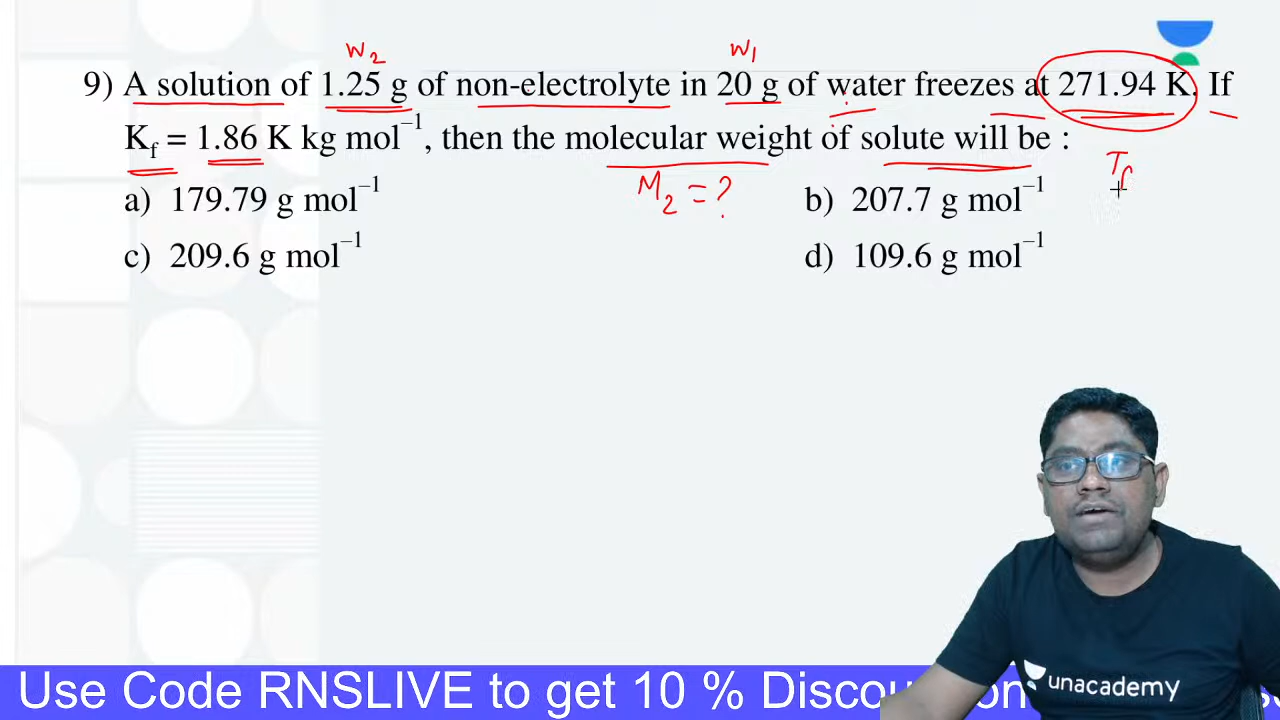 W2 W1
9) A solution of 1.25 g of non-electrolyte in 20 g of water freezes at 271.94 K. If
Kf = 1.86 K kg mol–1, then the molecular weight of solute will be :
Tf
M2 = ?
a) 179.79 g mol–1 b) 207.7 g mol–1
c) 209.6 g mol–1 d) 109.6 g mol–1
unacademy
Use Code RNSLIVE to get 10 % Discou